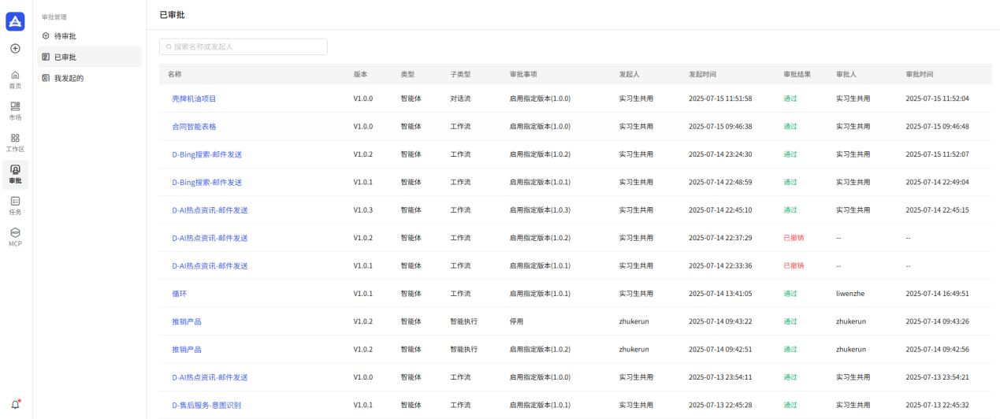 审批管理
待审批
已审批
我发起的
首页
市场
工作区
审批
任务
MCP
已审批
搜索名称或发起人
名称 版本 类型 子类型 审批事项 发起人 发起时间 审批结果 审批人 审批时间
壳牌机油项目 V1.0.0 智能体 对话流 启用指定版本(1.0.0) 实习生共用 2025-07-15 11:51:58 通过 实习生共用 2025-07-15 11:52:04
合同智能表格 V1.0.0 智能体 工作流 启用指定版本(1.0.0) 实习生共用 2025-07-15 09:46:38 通过 实习生共用 2025-07-15 09:46:48
D-Bing搜索-邮件发送 V1.0.2 智能体 工作流 启用指定版本(1.0.2) 实习生共用 2025-07-14 23:24:30 通过 实习生共用 2025-07-15 11:52:07
D-Bing搜索-邮件发送 V1.0.1 智能体 工作流 启用指定版本(1.0.1) 实习生共用 2025-07-14 22:48:59 通过 实习生共用 2025-07-14 22:49:04
D-AI热点资讯-邮件发送 V1.0.3 智能体 工作流 启用指定版本(1.0.3) 实习生共用 2025-07-14 22:45:10 通过 实习生共用 2025-07-14 22:45:15
D-AI热点资讯-邮件发送 V1.0.2 智能体 工作流 启用指定版本(1.0.2) 实习生共用 2025-07-14 22:37:29 已撤销 -- --
D-AI热点资讯-邮件发送 V1.0.1 智能体 工作流 启用指定版本(1.0.1) 实习生共用 2025-07-14 22:33:36 已撤销 -- --
循环 V1.0.1 智能体 工作流 启用指定版本(1.0.1) 实习生共用 2025-07-14 13:41:05 通过 liwenzhe 2025-07-14 16:49:51
推销产品 V1.0.2 智能体 智能执行 停用 zhukerun 2025-07-14 09:43:22 通过 zhukerun 2025-07-14 09:43:26
推销产品 V1.0.2 智能体 智能执行 启用指定版本(1.0.2) zhukerun 2025-07-14 09:42:51 通过 zhukerun 2025-07-14 09:42:56
D-AI热点资讯-邮件发送 V1.0.0 智能体 工作流 启用指定版本(1.0.0) 实习生共用 2025-07-13 23:54:11 通过 实习生共用 2025-07-13 23:54:21
D-售后服务-意图识别 V1.0.1 智能体 工作流 启用指定版本(1.0.1) 实习生共用 2025-07-13 22:45:28 通过 实习生共用 2025-07-13 22:45:32